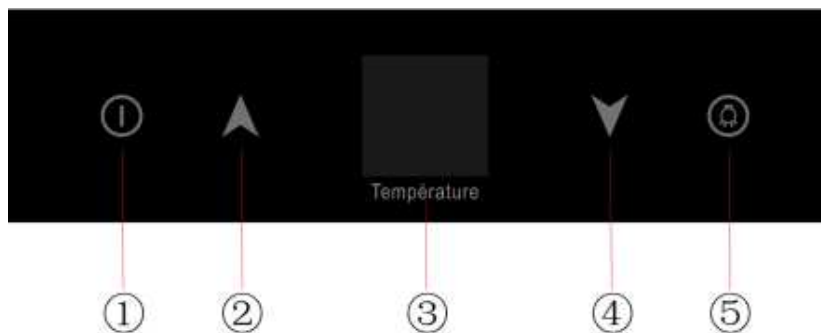 Température
① ② ③ ④ ⑤